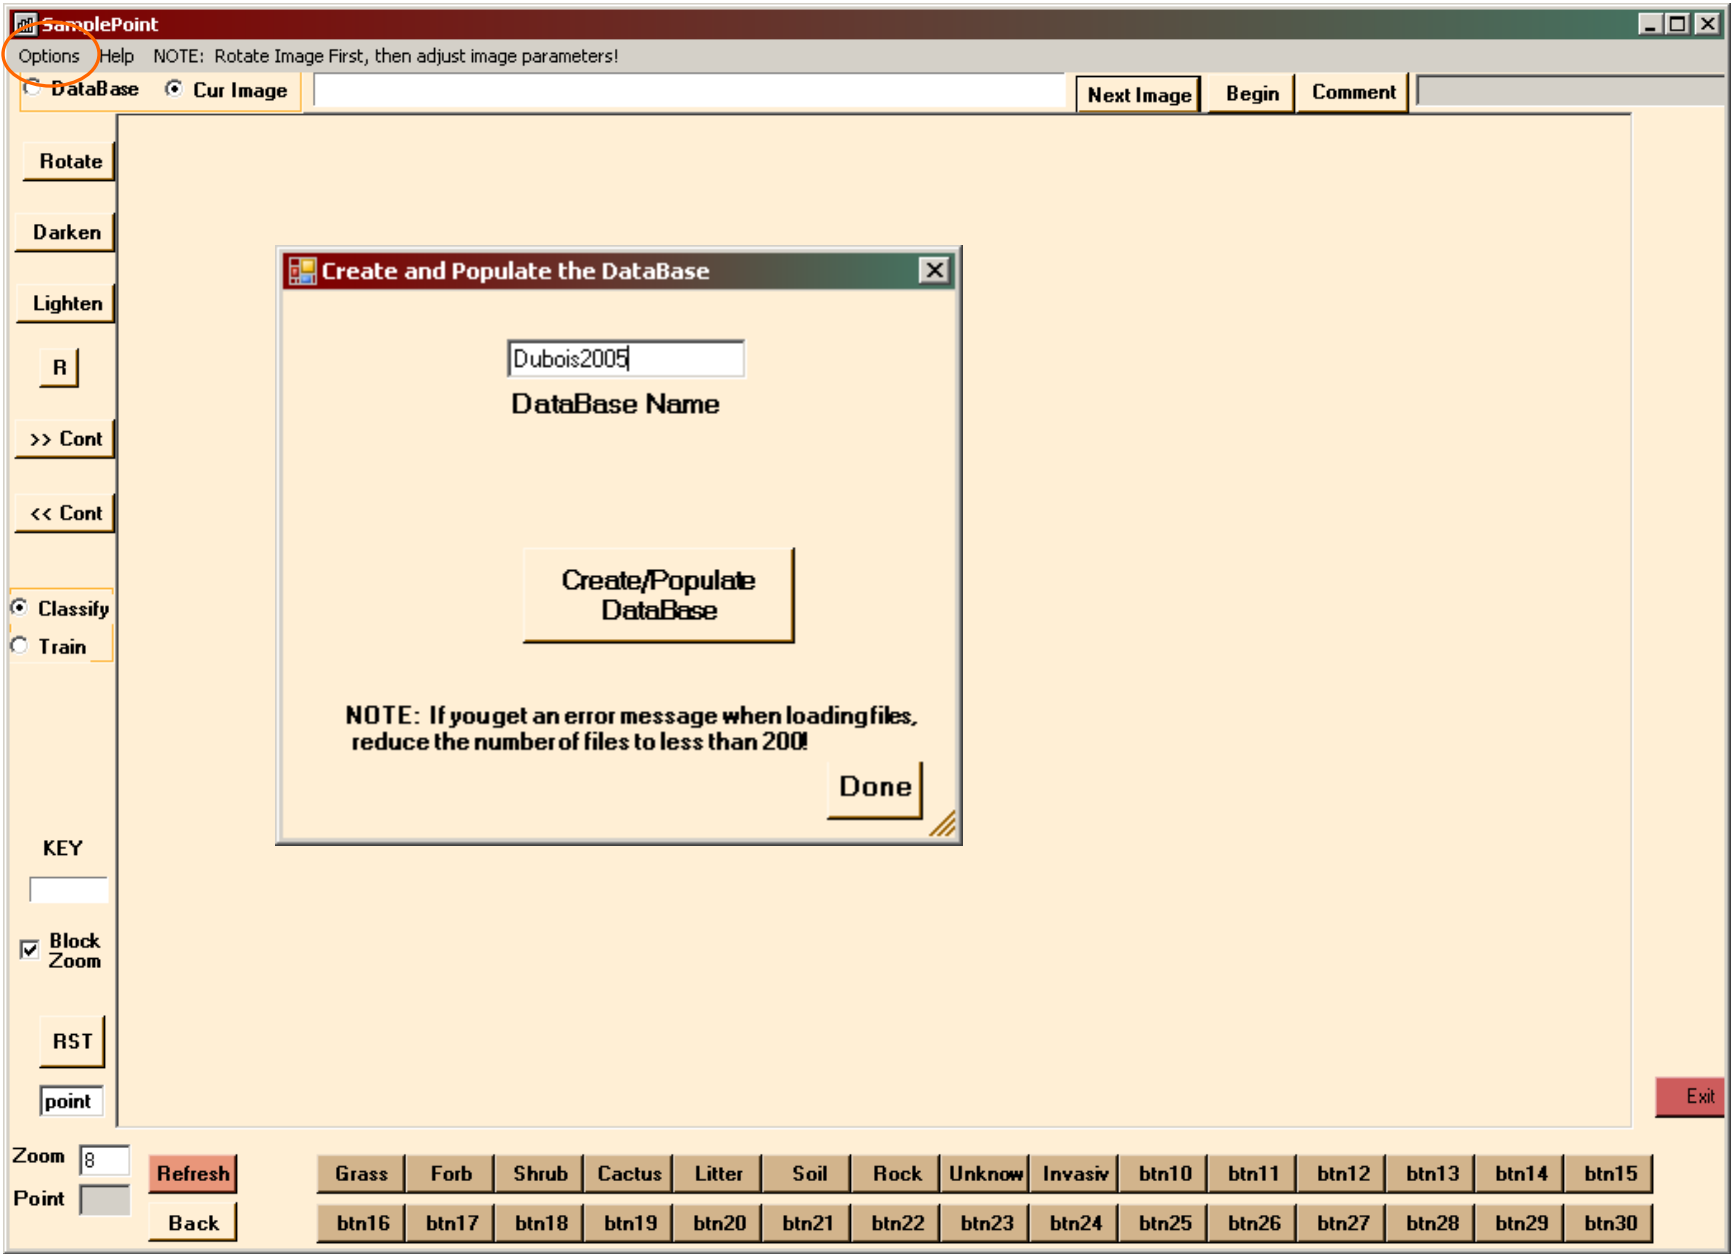 SamplePoint
Options Help NOTE: Rotate Image First, then adjust image parameters!
DataBase Cur Image Next Image Begin Comment
Rotate
Darken
Lighten
R
>> Cont
<< Cont
Classify
Train
KEY
Block
Zoom
RST
point
Create and Populate the DataBase
Dubois2005
DataBase Name
Create/Populate
DataBase
NOTE: If you get an error message when loading files,
reduce the number of files to less than 200!
Done
Exit
Zoom 8
Point
Refresh
Back
Grass Forb Shrub Cactus Litter Soil Rock Unknow Invasiv btn10 btn11 btn12 btn13 btn14 btn15
btn16 btn17 btn18 btn19 btn20 btn21 btn22 btn23 btn24 btn25 btn26 btn27 btn28 btn29 btn30